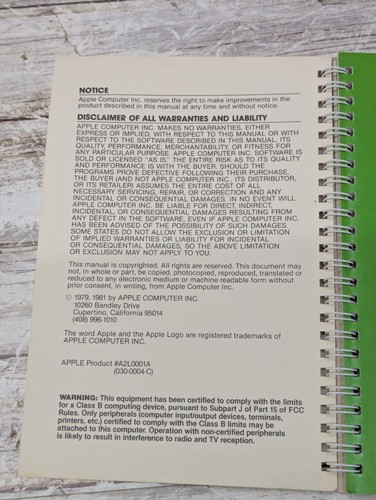 NOTICE
Apple Computer Inc. reserves the right to make improvements in the
product described in this manual at any time and without notice.
DISCLAIMER OF ALL WARRANTIES AND LIABILITY
APPLE COMPUTER INC. MAKES NO WARRANTIES, EITHER
EXPRESS OR IMPLIED, WITH RESPECT TO THIS MANUAL OR WITH
RESPECT TO THE SOFTWARE DESCRIBED IN THIS MANUAL, ITS
QUALITY, PERFORMANCE, MERCHANTABILITY, OR FITNESS FOR
ANY PARTICULAR PURPOSE. APPLE COMPUTER INC. SOFTWARE IS
SOLD OR LICENSED "AS IS." THE ENTIRE RISK AS TO ITS QUALITY
AND PERFORMANCE IS WITH THE BUYER. SHOULD THE
PROGRAMS PROVE DEFECTIVE FOLLOWING THEIR PURCHASE,
THE BUYER (AND NOT APPLE COMPUTER INC., ITS DISTRIBUTOR,
OR ITS RETAILER) ASSUMES THE ENTIRE COST OF ALL
NECESSARY SERVICING, REPAIR, OR CORRECTION AND ANY
INCIDENTAL OR CONSEQUENTIAL DAMAGES. IN NO EVENT WILL
APPLE COMPUTER INC. BE LIABLE FOR DIRECT, INDIRECT,
INCIDENTAL, OR CONSEQUENTIAL DAMAGES RESULTING FROM
ANY DEFECT IN THE SOFTWARE, EVEN IF APPLE COMPUTER INC.
HAS BEEN ADVISED OF THE POSSIBILITY OF SUCH DAMAGES.
SOME STATES DO NOT ALLOW THE EXCLUSION OR LIMITATION
OF IMPLIED WARRANTIES OR LIABILITY FOR INCIDENTAL
OR CONSEQUENTIAL DAMAGES, SO THE ABOVE LIMITATION
OR EXCLUSION MAY NOT APPLY TO YOU.
This manual is copyrighted. All rights are reserved. This document may
not, in whole or part, be copied, photocopied, reproduced, translated or
reduced to any electronic medium or machine readable form without
prior consent, in writing, from Apple Computer Inc.
© 1979, 1981 by APPLE COMPUTER INC.
10260 Bandley Drive
Cupertino, California 95014
(408) 996-1010
The word Apple and the Apple Logo are registered trademarks of
APPLE COMPUTER INC.
APPLE Product #A2L0001A
(030-0004-C)
WARNING: This equipment has been certified to comply with the limits
for a Class B computing device, pursuant to Subpart J of Part 15 of FCC
Rules. Only peripherals (computer input/output devices, terminals,
printers, etc.) certified to comply with the Class B limits may be
attached to this computer. Operation with non-certified peripherals
is likely to result in interference to radio and TV reception.